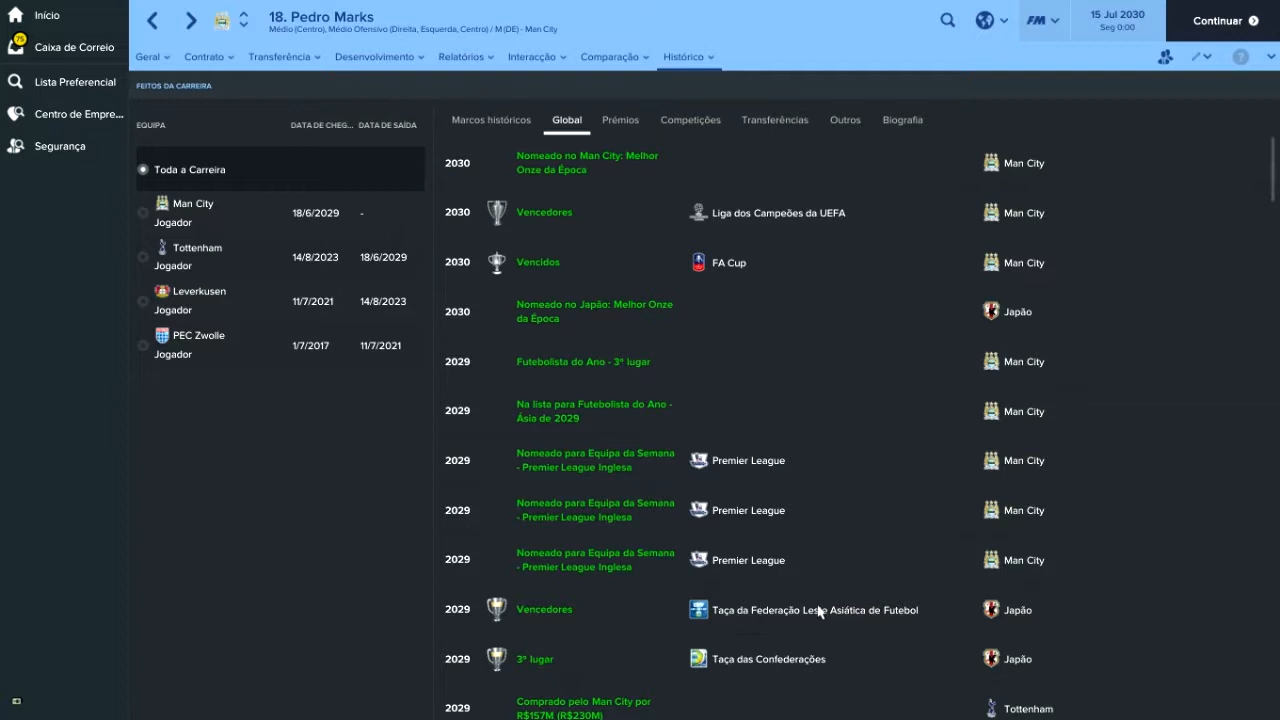 Início
75
Caixa de Correio
Lista Preferencial
Centro de Empre...
Segurança
18. Pedro Marks
Médio (Centro), Médio Ofensivo (Direita, Esquerda, Centro) / M (DE) - Man City
FM
15 Jul 2030
Seg 0:00
Continuar
Geral
Contrato
Transferência
Desenvolvimento
Relatórios
Interacção
Comparação
Histórico
?
FEITOS DA CARREIRA
EQUIPA DATA DE CHEG... DATA DE SAÍDA
Toda a Carreira
Man City
Jogador
18/6/2029 -
Tottenham
Jogador
14/8/2023 18/6/2029
Leverkusen
Jogador
11/7/2021 14/8/2023
PEC Zwolle
Jogador
1/7/2017 11/7/2021
Marcos históricos Global Prémios Competições Transferências Outros Biografia
2030 Nomeado no Man City: Melhor Onze da Época Man City
2030 Vencedores Liga dos Campeões da UEFA Man City
2030 Vencidos FA Cup Man City
2030 Nomeado no Japão: Melhor Onze da Época Japão
2029 Futebolista do Ano - 3º lugar Man City
2029 Na lista para Futebolista do Ano - Ásia de 2029 Man City
2029 Nomeado para Equipa da Semana - Premier League Inglesa Premier League Man City
2029 Nomeado para Equipa da Semana - Premier League Inglesa Premier League Man City
2029 Nomeado para Equipa da Semana - Premier League Inglesa Premier League Man City
2029 Vencedores Taça da Federação Leste Asiática de Futebol Japão
2029 3º lugar Taça das Confederações Japão
2029 Comprado pelo Man City por R$157M (R$230M) Tottenham